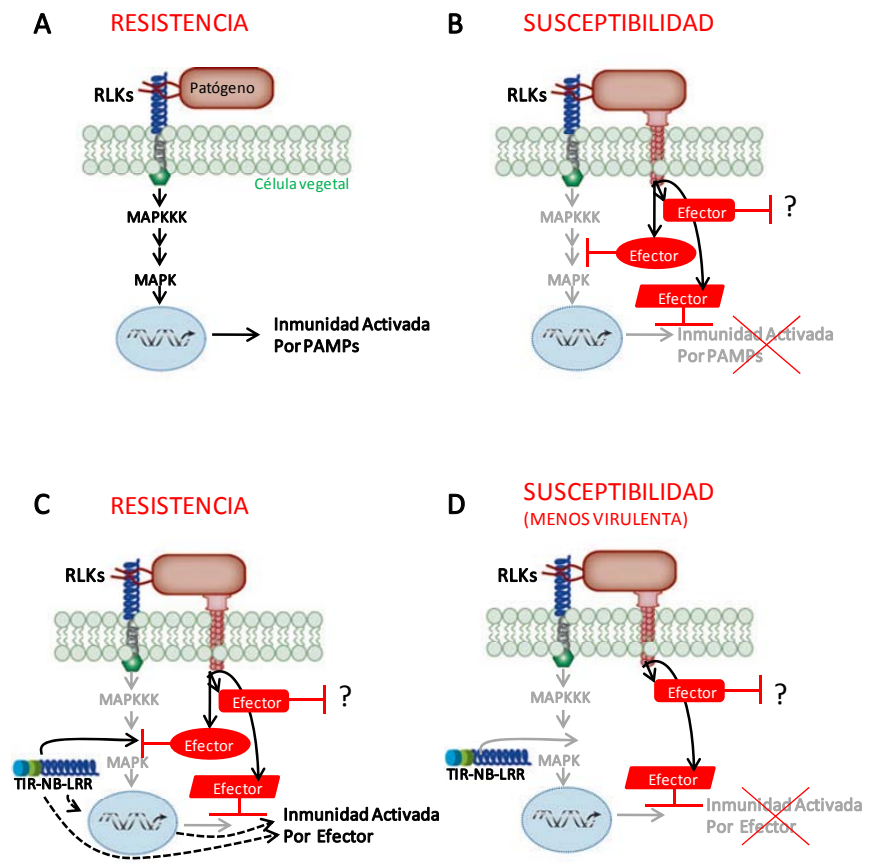 A
RESISTENCIA
RLKs
Patógeno
Célula vegetal
MAPKKK
MAPK
Inmunidad Activada
Por PAMPs
B
SUSCEPTIBILIDAD
RLKs
MAPKKK
Efector
?
Efector
MAPK
Efector
Inmunidad Activada
Por PAMPs
C
RESISTENCIA
RLKs
MAPKKK
Efector
?
Efector
MAPK
TIR-NB-LRR
Efector
Inmunidad Activada
Por Efector
D
SUSCEPTIBILIDAD
(MENOS VIRULENTA)
RLKs
MAPKKK
Efector
?
MAPK
TIR-NB-LRR
Efector
Inmunidad Activada
Por Efector